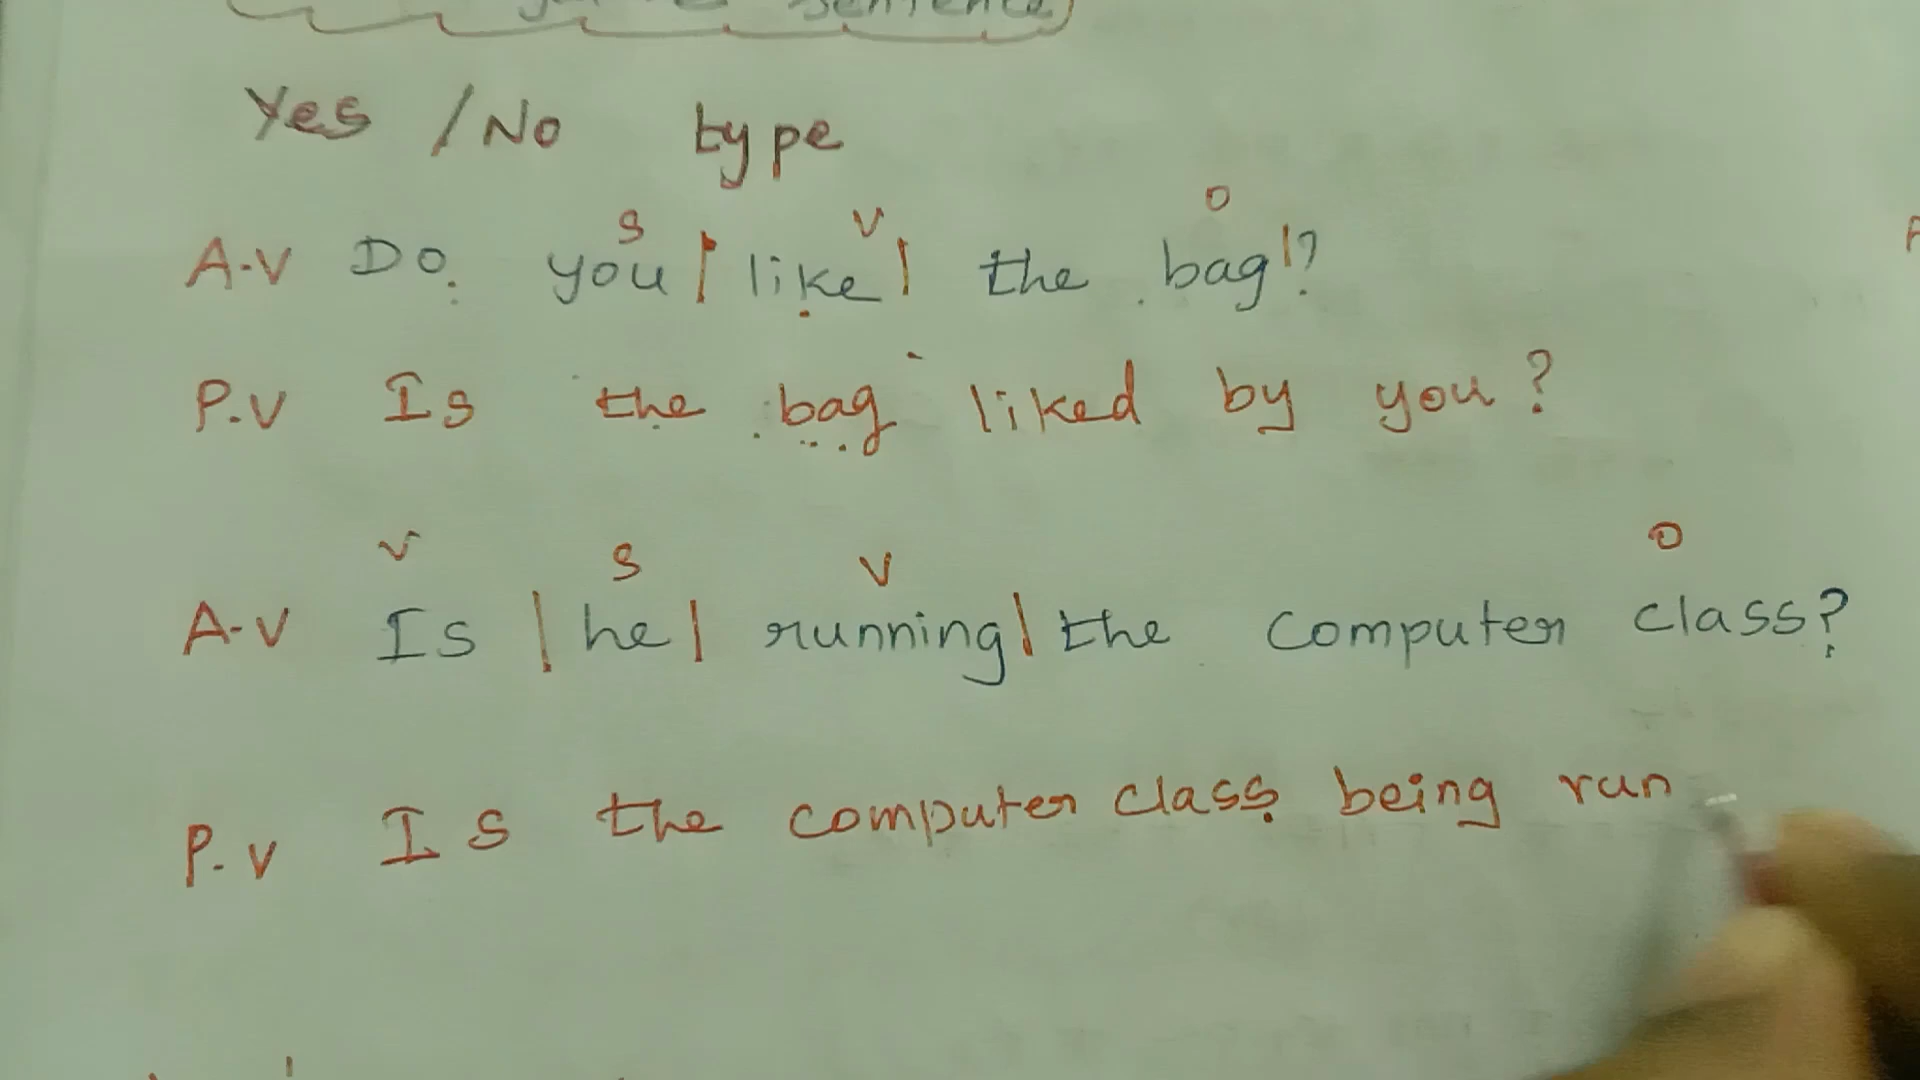 sentence)
Yes / No type
S V O
A-V Do you | like | the bag|?
P.V Is the bag liked by you?
V S V O
A-V Is | he | running | the computer class?
P.V Is the computer class being run